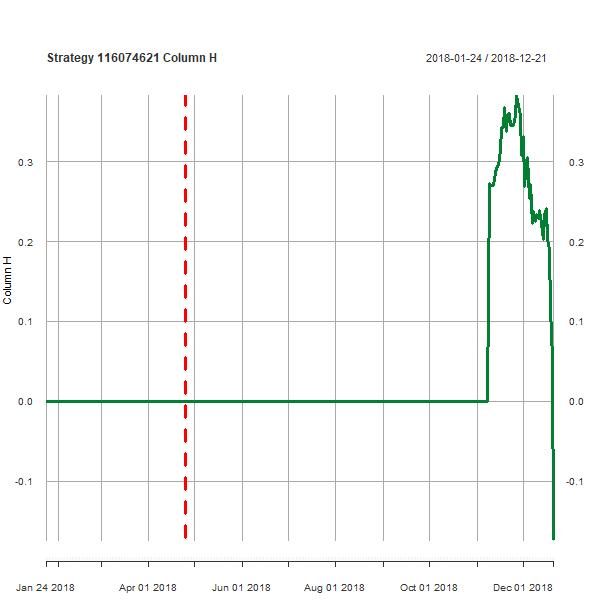 Strategy 116074621 Column H 2018-01-24 / 2018-12-21
0.3 0.3
0.2 0.2
Column H
0.1 0.1
0.0 0.0
-0.1 -0.1
Jan 24 2018 Apr 01 2018 Jun 01 2018 Aug 01 2018 Oct 01 2018 Dec 01 2018